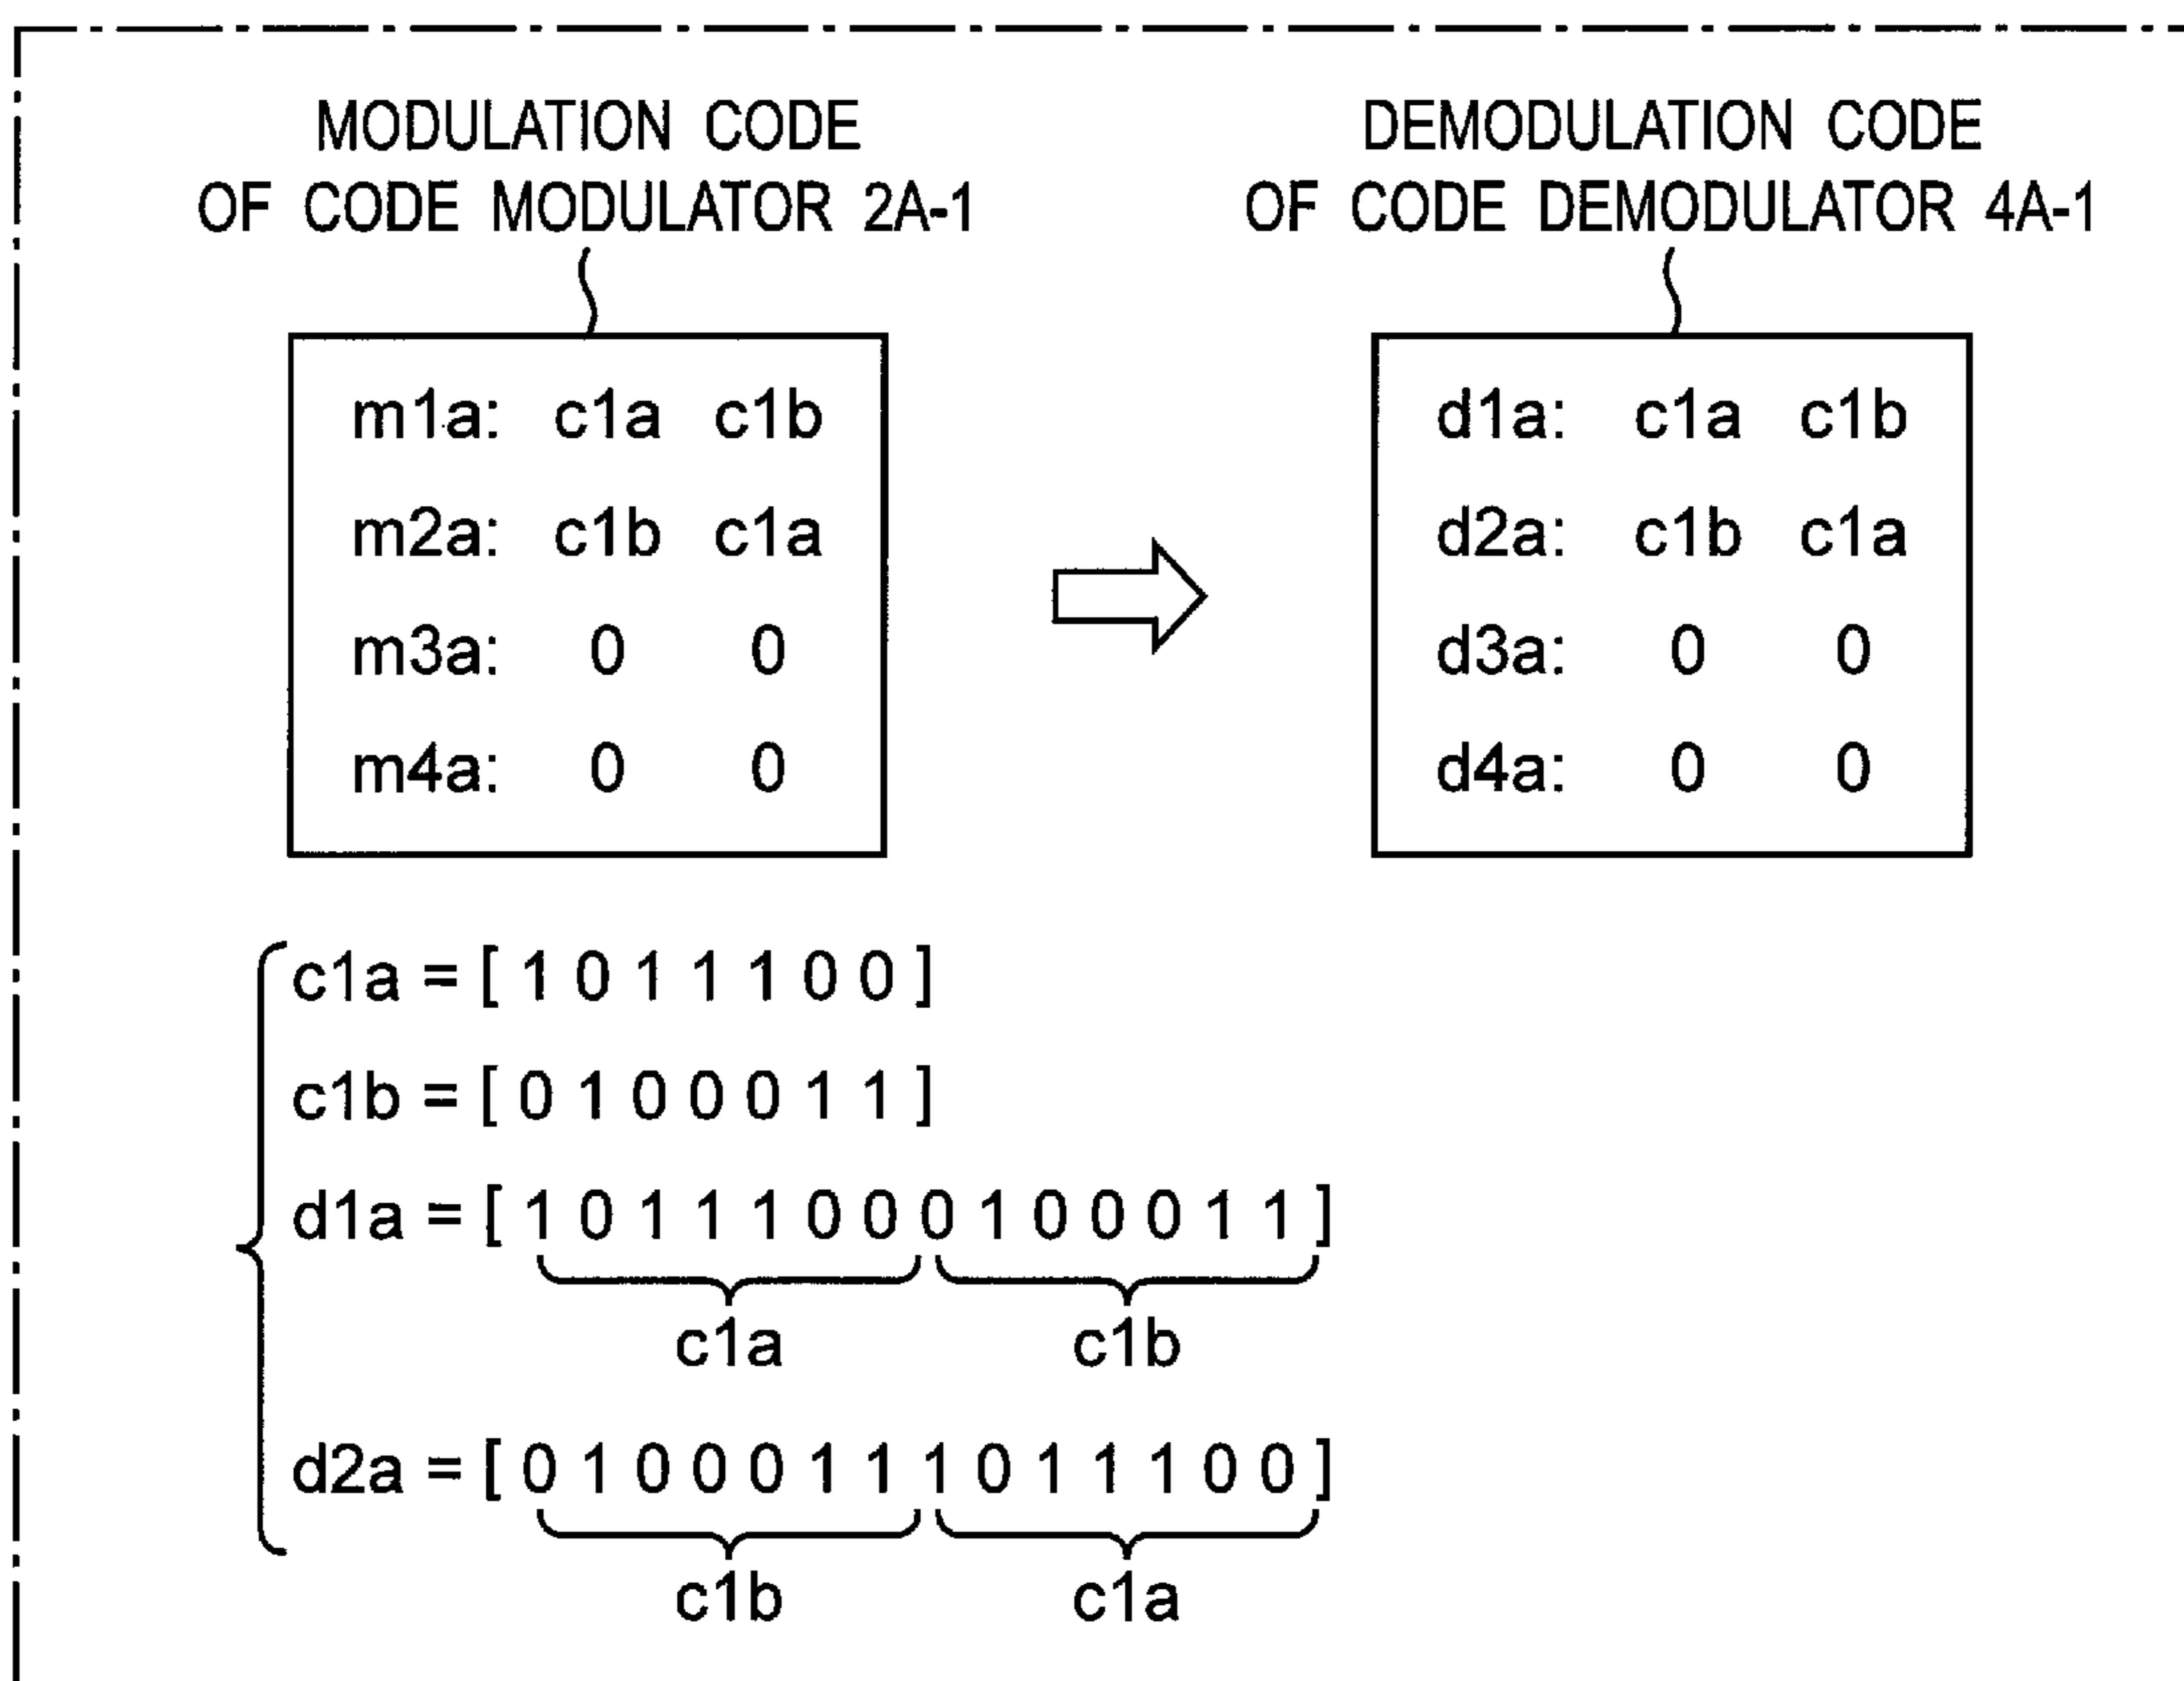 MODULATION CODE
OF CODE MODULATOR 2A-1
DEMODULATION CODE
OF CODE DEMODULATOR 4A-1
m1a: c1a c1b
m2a: c1b c1a
m3a: 0 0
m4a: 0 0
d1a: c1a c1b
d2a: c1b c1a
d3a: 0 0
d4a: 0 0
c1a = [ 1 0 1 1 1 0 0 ]
c1b = [ 0 1 0 0 0 1 1 ]
d1a = [ 1 0 1 1 1 0 0 0 1 0 0 0 1 1 ]
c1a c1b
d2a = [ 0 1 0 0 0 1 1 1 0 1 1 1 0 0 ]
c1b c1a